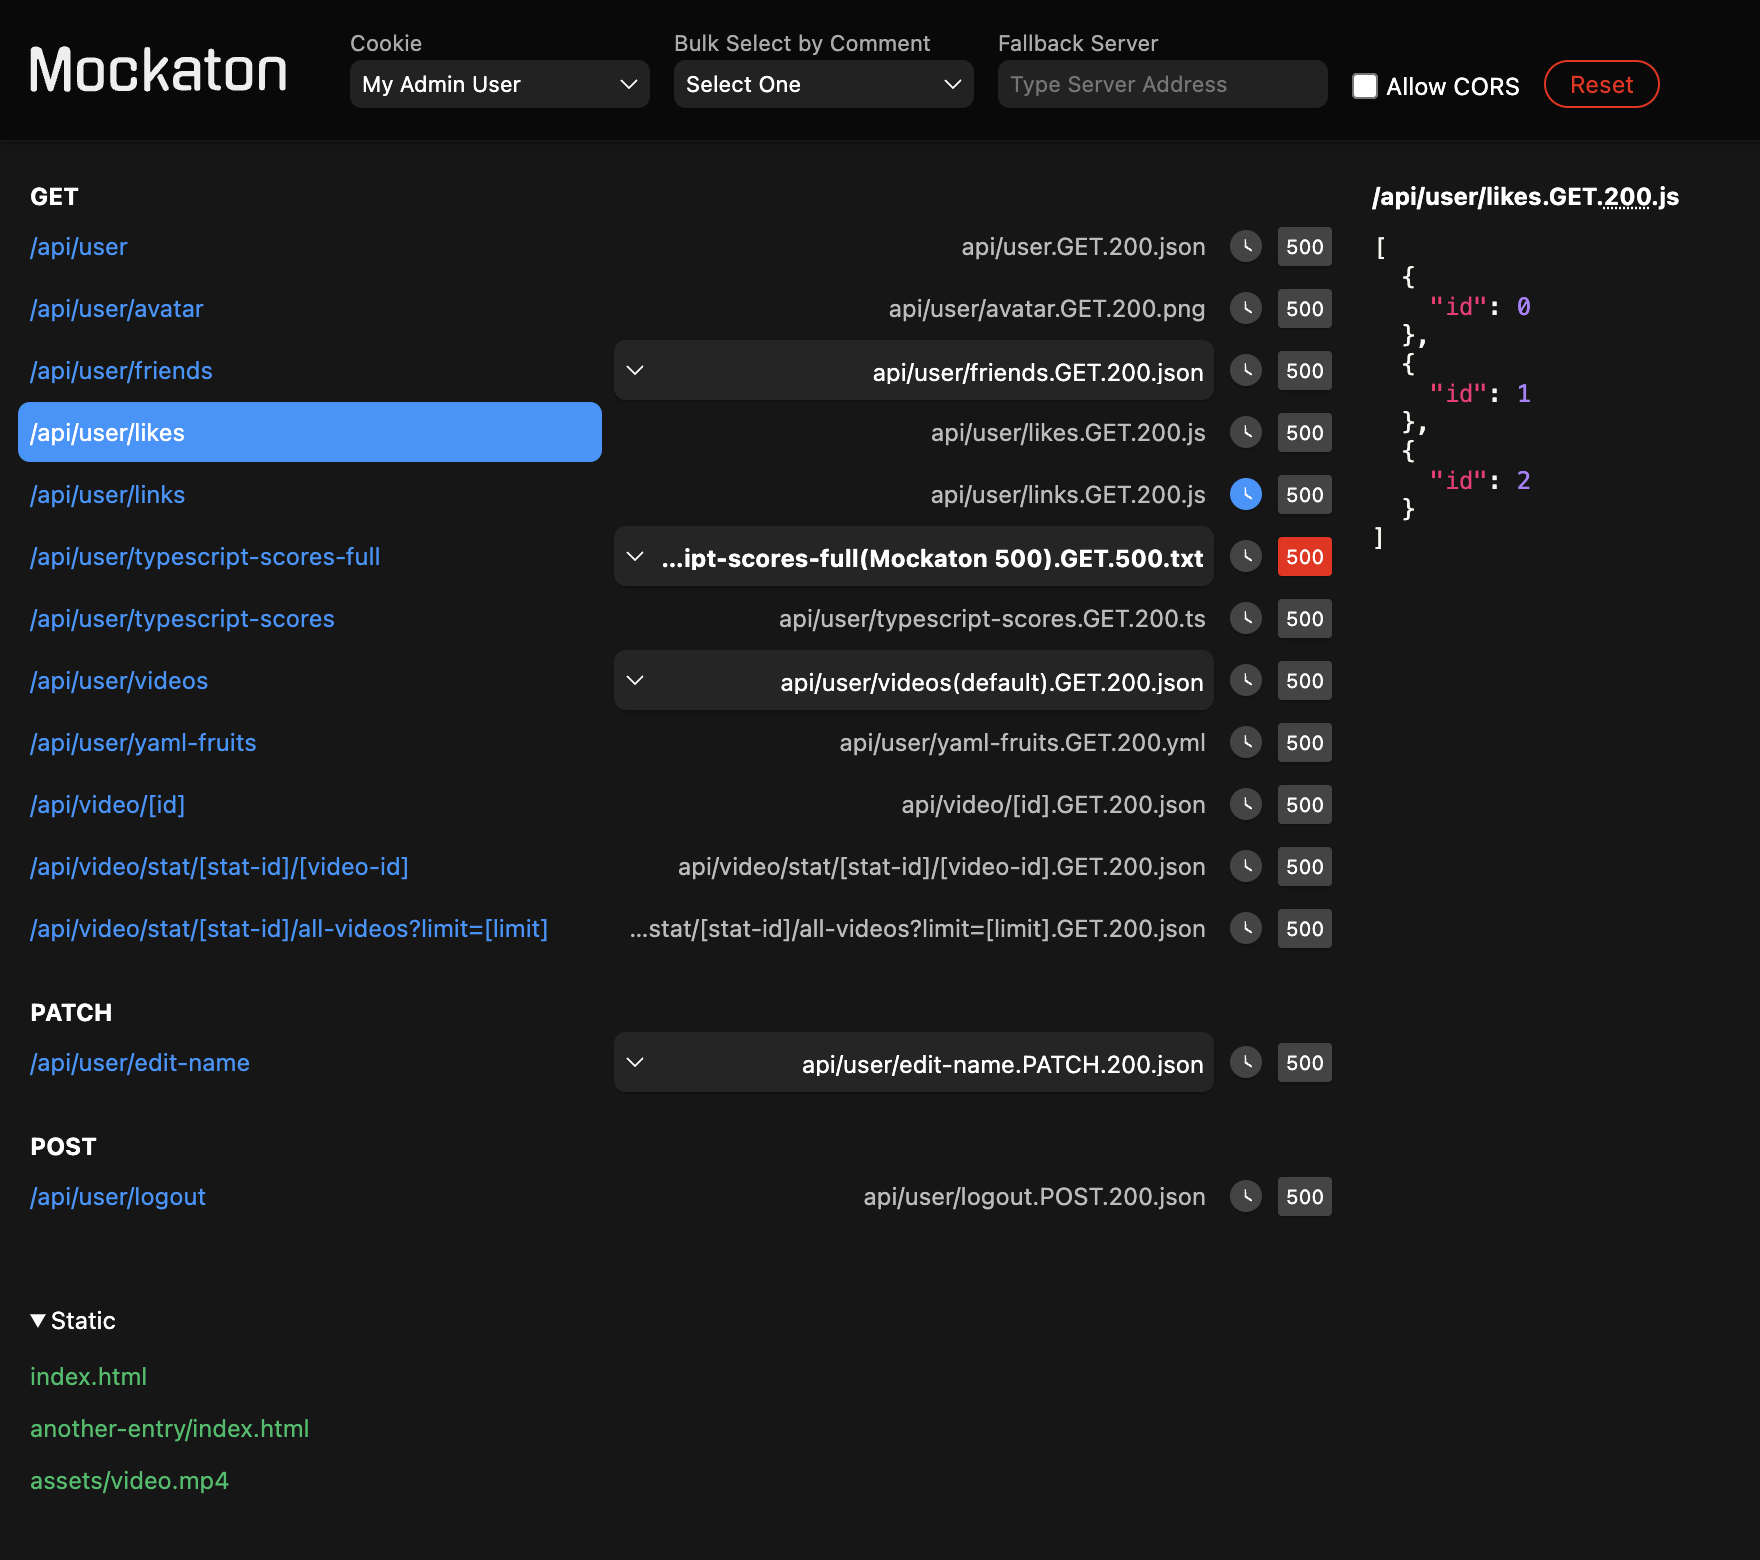 Mockaton
Cookie
My Admin User
Bulk Select by Comment
Select One
Fallback Server
Type Server Address
Allow CORS
Reset
GET
/api/user api/user.GET.200.json 500
/api/user/avatar api/user/avatar.GET.200.png 500
/api/user/friends api/user/friends.GET.200.json 500
/api/user/likes api/user/likes.GET.200.js 500
/api/user/links api/user/links.GET.200.js 500
/api/user/typescript-scores-full ...ipt-scores-full(Mockaton 500).GET.500.txt 500
/api/user/typescript-scores api/user/typescript-scores.GET.200.ts 500
/api/user/videos api/user/videos(default).GET.200.json 500
/api/user/yaml-fruits api/user/yaml-fruits.GET.200.yml 500
/api/video/[id] api/video/[id].GET.200.json 500
/api/video/stat/[stat-id]/[video-id] api/video/stat/[stat-id]/[video-id].GET.200.json 500
/api/video/stat/[stat-id]/all-videos?limit=[limit] ...stat/[stat-id]/all-videos?limit=[limit].GET.200.json 500
PATCH
/api/user/edit-name api/user/edit-name.PATCH.200.json 500
POST
/api/user/logout api/user/logout.POST.200.json 500
▼ Static
index.html
another-entry/index.html
assets/video.mp4
/api/user/likes.GET.200.js
[
{
"id": 0
},
{
"id": 1
},
{
"id": 2
}
]